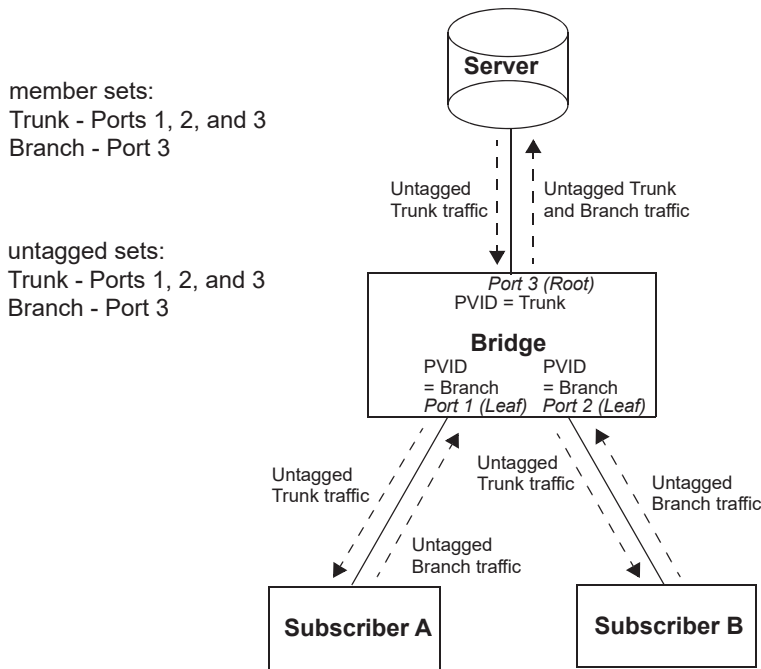 Server
member sets:
Trunk - Ports 1, 2, and 3
Branch - Port 3
Untagged
Trunk traffic
Untagged Trunk
and Branch traffic
untagged sets:
Trunk - Ports 1, 2, and 3
Branch - Port 3
Port 3 (Root)
PVID = Trunk
Bridge
PVID
= Branch
Port 1 (Leaf)
PVID
= Branch
Port 2 (Leaf)
Untagged
Trunk traffic
Untagged
Branch traffic
Untagged
Trunk traffic
Untagged
Branch traffic
Subscriber A
Subscriber B